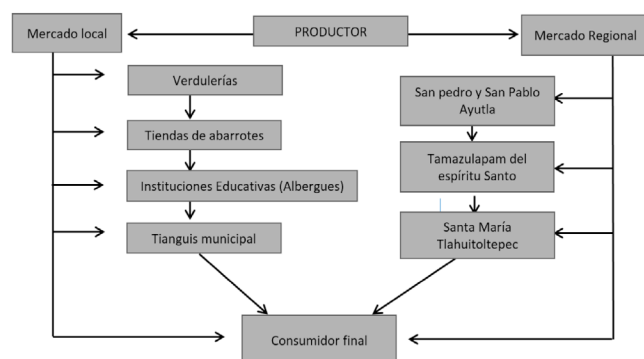 Mercado local
PRODUCTOR
Mercado Regional
Verdulerías
Tiendas de abarrotes
Instituciones Educativas (Albergues)
Tianguis municipal
San pedro y San Pablo
Ayutla
Tamazulapam del
espíritu Santo
Santa María
Tlahuitoltepec
Consumidor final